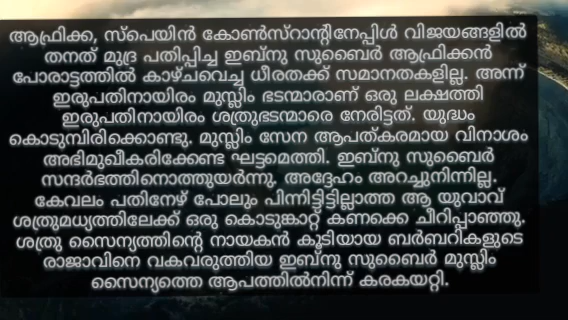 ആഫ്രിക്ക, സ്പെയിൻ കോൺസ്റാന്റിനേപ്പിൾ വിജയങ്ങളിൽ
തനത് മുദ്ര പതിപ്പിച്ച ഇബ്നു സുബൈർ ആഫ്രിക്കൻ
പോരാട്ടത്തിൽ കാഴ്ചവെച്ച ധീരതക്ക് സമാനതകളില്ല. അന്ന്
ഇരുപതിനായിരം മുസ്ലിം ഭടന്മാരാണ് ഒരു ലക്ഷത്തി
ഇരുപതിനായിരം ശത്രുഭടന്മാരെ നേരിട്ടത്. യുദ്ധം
കൊടുമ്പിരിക്കൊണ്ടു. മുസ്ലിം സേന ആപത്കരമായ വിനാശം
അഭിമുഖീകരിക്കേണ്ട ഘട്ടമെത്തി. ഇബ്നു സുബൈർ
സന്ദർഭത്തിനൊത്തുയർന്നു. അദ്ദേഹം അറച്ചുനിന്നില്ല.
കേവലം പതിനേഴ് പോലും പിന്നിട്ടിട്ടില്ലാത്ത ആ യുവാവ്
ശത്രുമധ്യത്തിലേക്ക് ഒരു കൊടുങ്കാറ്റ് കണക്കെ ചീറിപ്പാഞ്ഞു.
ശത്രു സൈന്യത്തിന്റെ നായകൻ കൂടിയായ ബർബറികളുടെ
രാജാവിനെ വകവരുത്തിയ ഇബ്നു സുബൈർ മുസ്ലിം
സൈന്യത്തെ ആപത്തിൽനിന്ന് കരകയറ്റി.